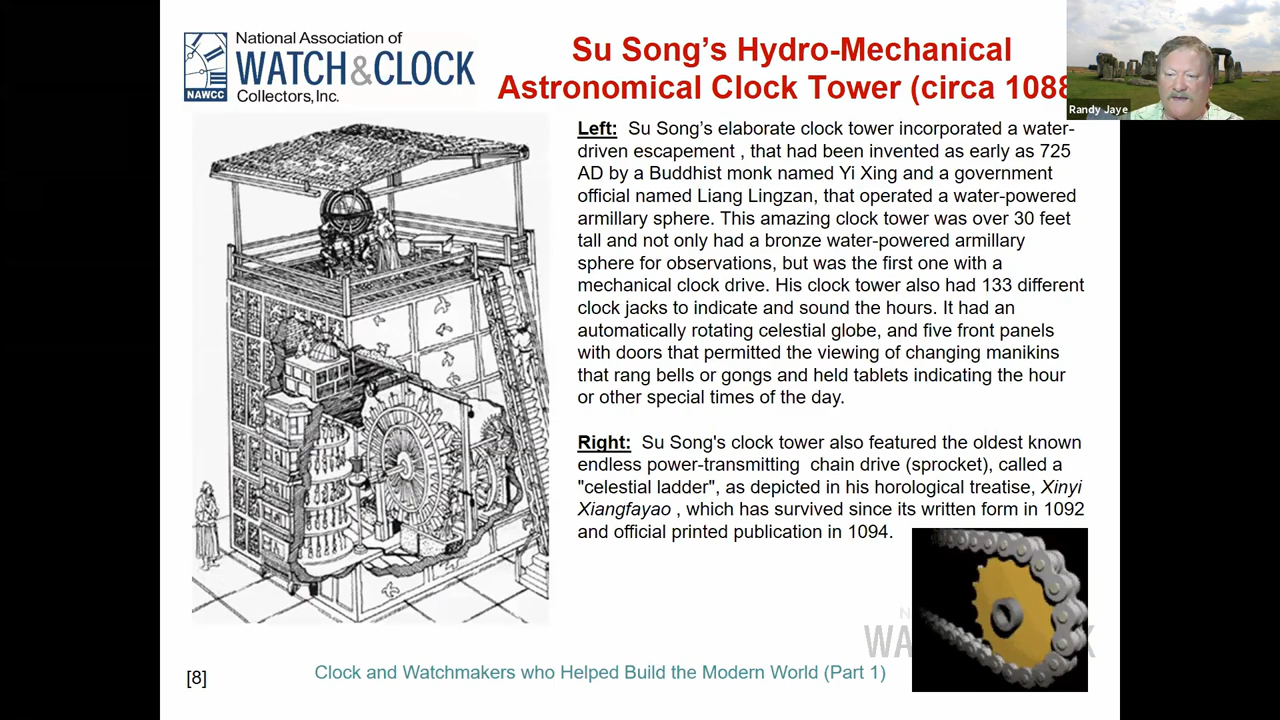 National Association of
WATCH&CLOCK
Collectors, Inc.
NAWCC
Su Song's Hydro-Mechanical
Astronomical Clock Tower (circa 1088
Randy Jaye
Left: Su Song's elaborate clock tower incorporated a water-
driven escapement , that had been invented as early as 725
AD by a Buddhist monk named Yi Xing and a government
official named Liang Lingzan, that operated a water-powered
armillary sphere. This amazing clock tower was over 30 feet
tall and not only had a bronze water-powered armillary
sphere for observations, but was the first one with a
mechanical clock drive. His clock tower also had 133 different
clock jacks to indicate and sound the hours. It had an
automatically rotating celestial globe, and five front panels
with doors that permitted the viewing of changing manikins
that rang bells or gongs and held tablets indicating the hour
or other special times of the day.
Right: Su Song's clock tower also featured the oldest known
endless power-transmitting chain drive (sprocket), called a
"celestial ladder", as depicted in his horological treatise, Xinyi
Xiangfayao , which has survived since its written form in 1092
and official printed publication in 1094.
Clock and Watchmakers who Helped Build the Modern World (Part 1)
[8]